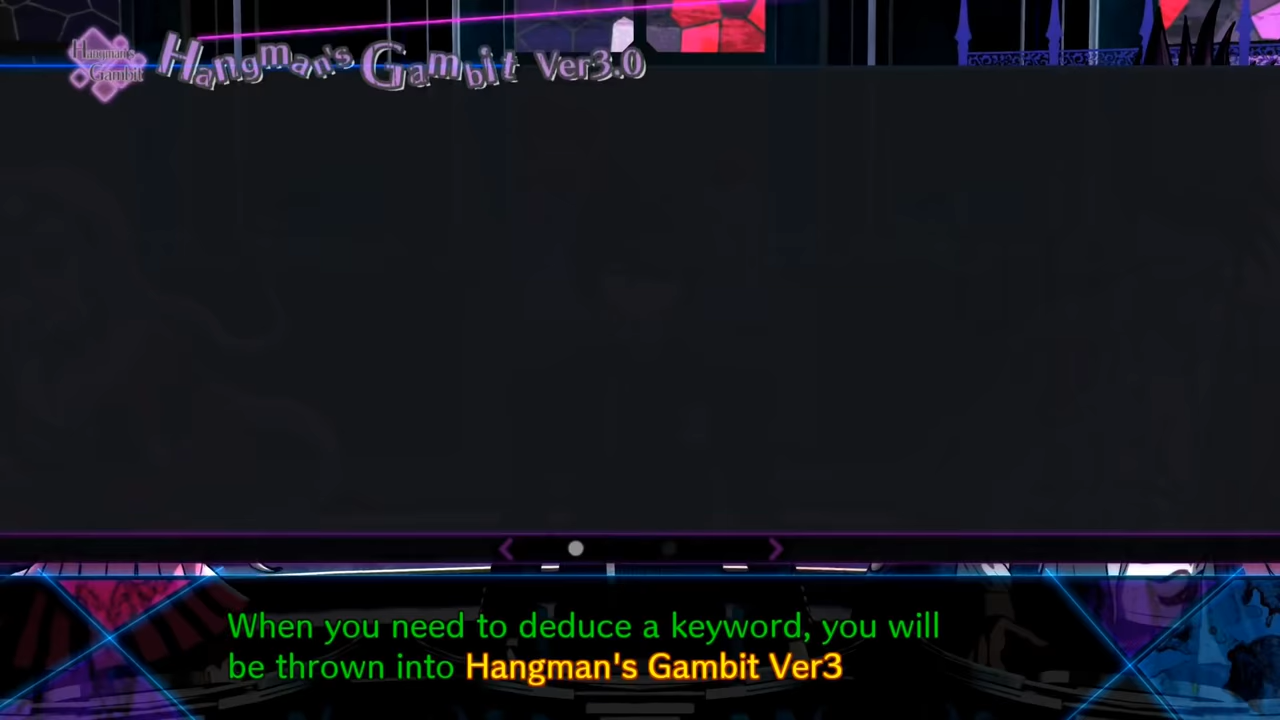 Hangman's
Gambit
Hangman's Gambit Ver3.0
When you need to deduce a keyword, you will
be thrown into Hangman's Gambit Ver3